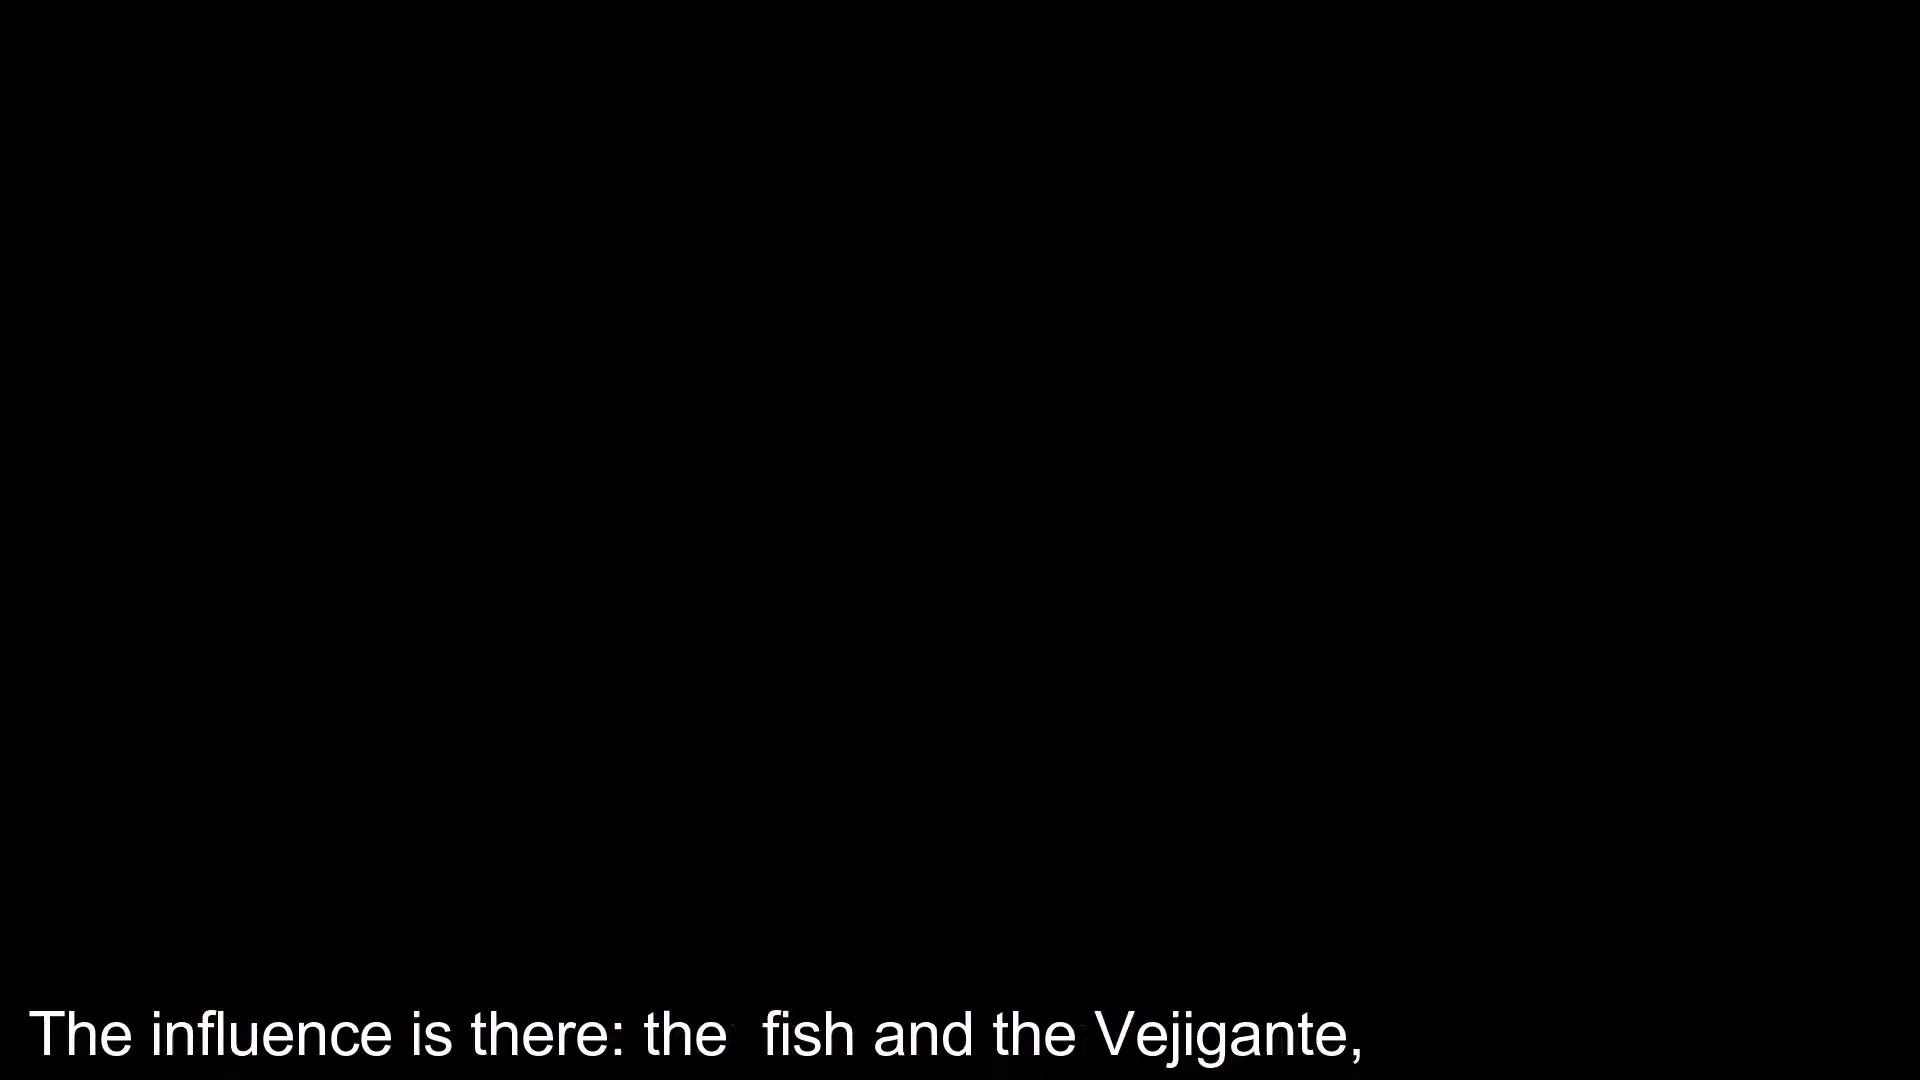 The influence is there: the  fish and the Vejigante,